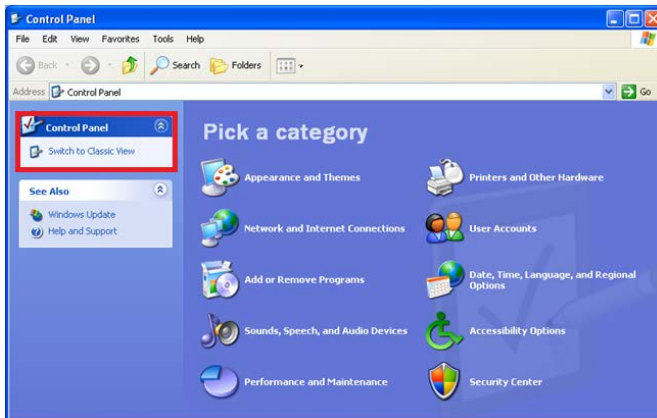 Control Panel
File Edit View Favorites Tools Help
Back Search Folders
Address Control Panel Go
Control Panel
Switch to Classic View
See Also
Windows Update
Help and Support
Pick a category
Appearance and Themes
Printers and Other Hardware
Network and Internet Connections
User Accounts
Add or Remove Programs
Date, Time, Language, and Regional
Options
Sounds, Speech, and Audio Devices
Accessibility Options
Performance and Maintenance
Security Center